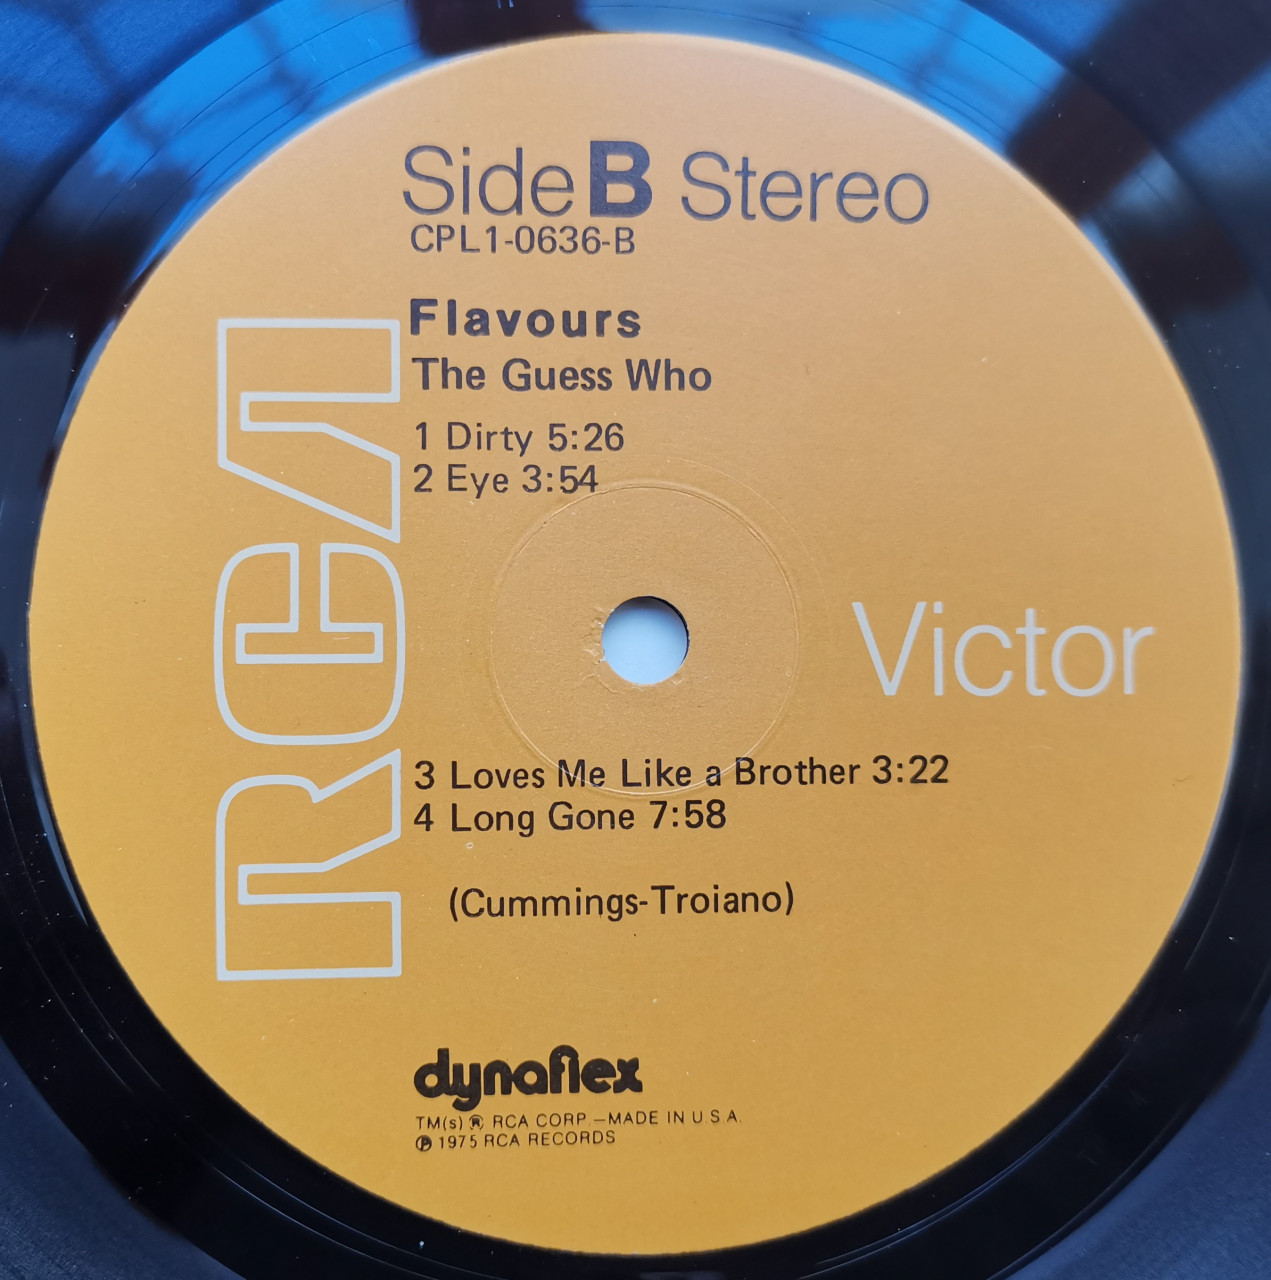 Side B Stereo
CPL1-0636-B
Flavours
The Guess Who
1 Dirty 5:26
2 Eye 3:54
RCA
Victor
3 Loves Me Like a Brother 3:22
4 Long Gone 7:58
(Cummings-Troiano)
dynaflex
TM(s) ® RCA CORP.—MADE IN U.S.A.
℗ 1975 RCA RECORDS